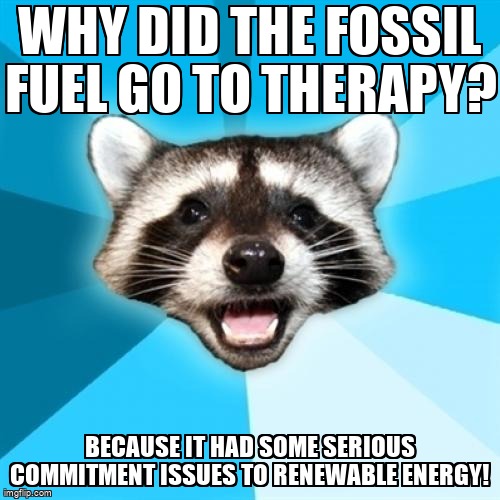 WHY DID THE FOSSIL
FUEL GO TO THERAPY?
BECAUSE IT HAD SOME SERIOUS
COMMITMENT ISSUES TO RENEWABLE ENERGY!
imgflip.com